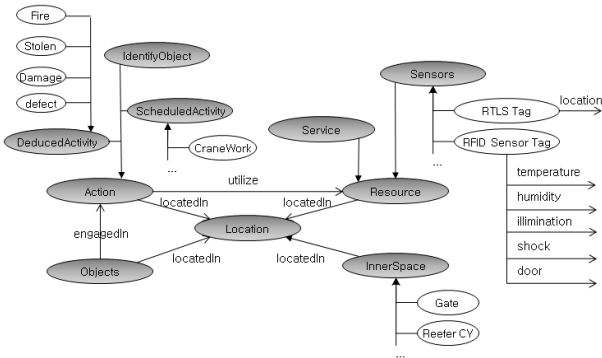 Fire
Stolen
Damage
defect
DeducedActivity
IdentifyObject
ScheduledActivity
CraneWork
...
Service
Sensors
RTLS Tag
location
RFID Sensor Tag
...
temperature
humidity
illimination
shock
door
Action
utilize
Resource
locatedIn
locatedIn
Location
engagedIn
locatedIn
locatedIn
Objects
InnerSpace
Gate
Reefer CY
...